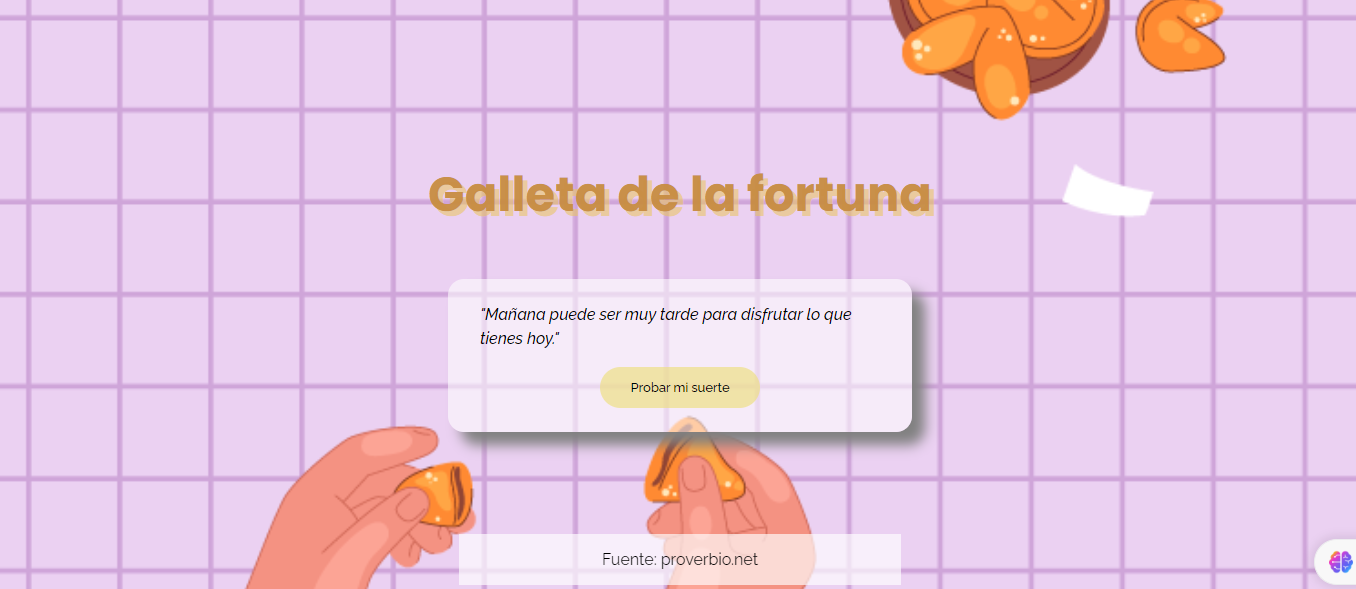 Galleta de la fortuna
"Mañana puede ser muy tarde para disfrutar lo que
tienes hoy."
Probar mi suerte
Fuente: proverbio.net